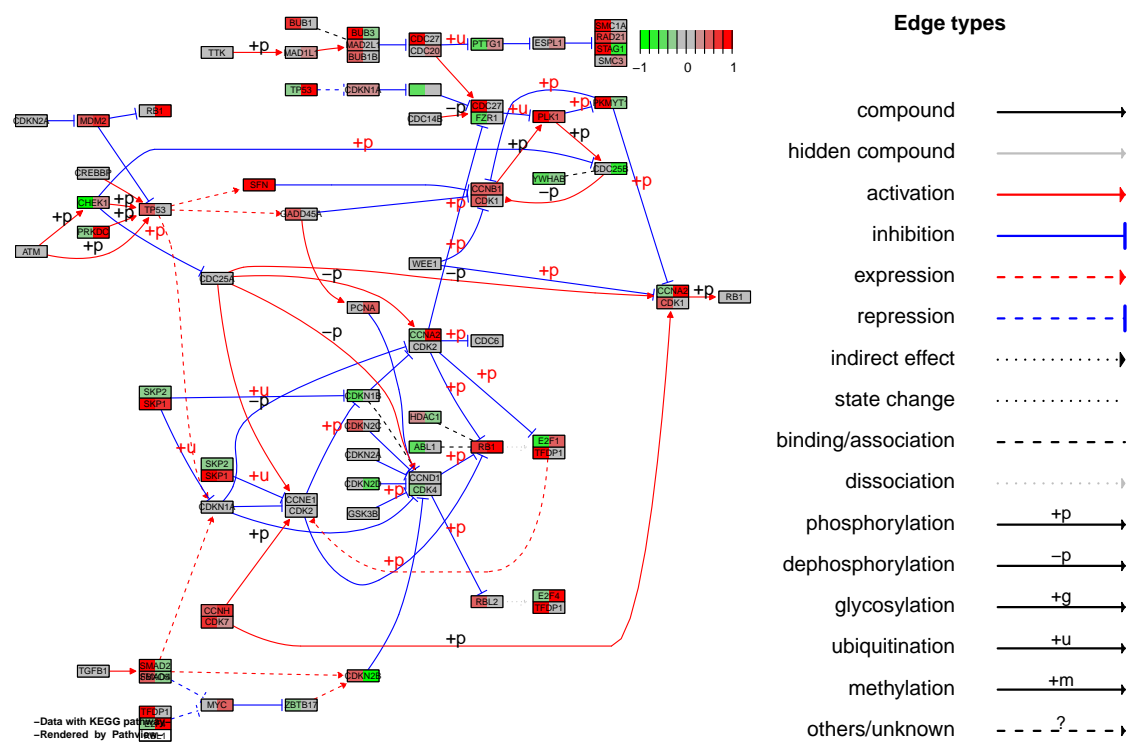 Edge types
compound
hidden compound
activation
inhibition
expression
repression
indirect effect
state change
binding/association
dissociation
phosphorylation +p
dephosphorylation −p
glycosylation +g
ubiquitination +u
methylation +m
others/unknown ?
−1 0 1
BUB1
TTK +p MAD1L1
BUB3
MAD2L1
BUB1B
CDC27
CDC20
+u
PTTG1
ESPL1
SMC1A
RAD21
STAG1
SMC3
TP53
CDKN1A
CDKN2A
MDM2
RB1
CDC14B
−p
CDC27
FZR1
+u
PLK1
+p
PKMYT1
+p
+p
+p
+p
CREBBP
CHEK1
+p
+p
+p
TP53
PRKDC
+p
+p
ATM
SFN
GADD45A
CCNB1
CDK1
+p
−p
YWHAB
CDC25B
+p
WEE1
+p
−p
+p
CDC25A
−p
−p
PCNA
CCNA2
CDK1
+p
RB1
CCNA2
CDK2
+p
CDC6
+p
+p
SKP2
SKP1
+u
−p
+u
CDKN1B
CDKN2C
+p
CDKN2A
CDKN2D
+p
GSK3B
HDAC1
ABL1
RB1
+p
E2F1
TFDP1
CCND1
CDK4
+p
SKP2
SKP1
+u
CDKN1A
CCNE1
CDK2
+p
+p
RBL2
E2F4
TFDP1
CCNH
CDK7
+p
TGFB1
SMAD2
CDKN2B
MYC
ZBTB17
TFDP1
−Data with KEGG pathway−
−Rendered by Pathview−